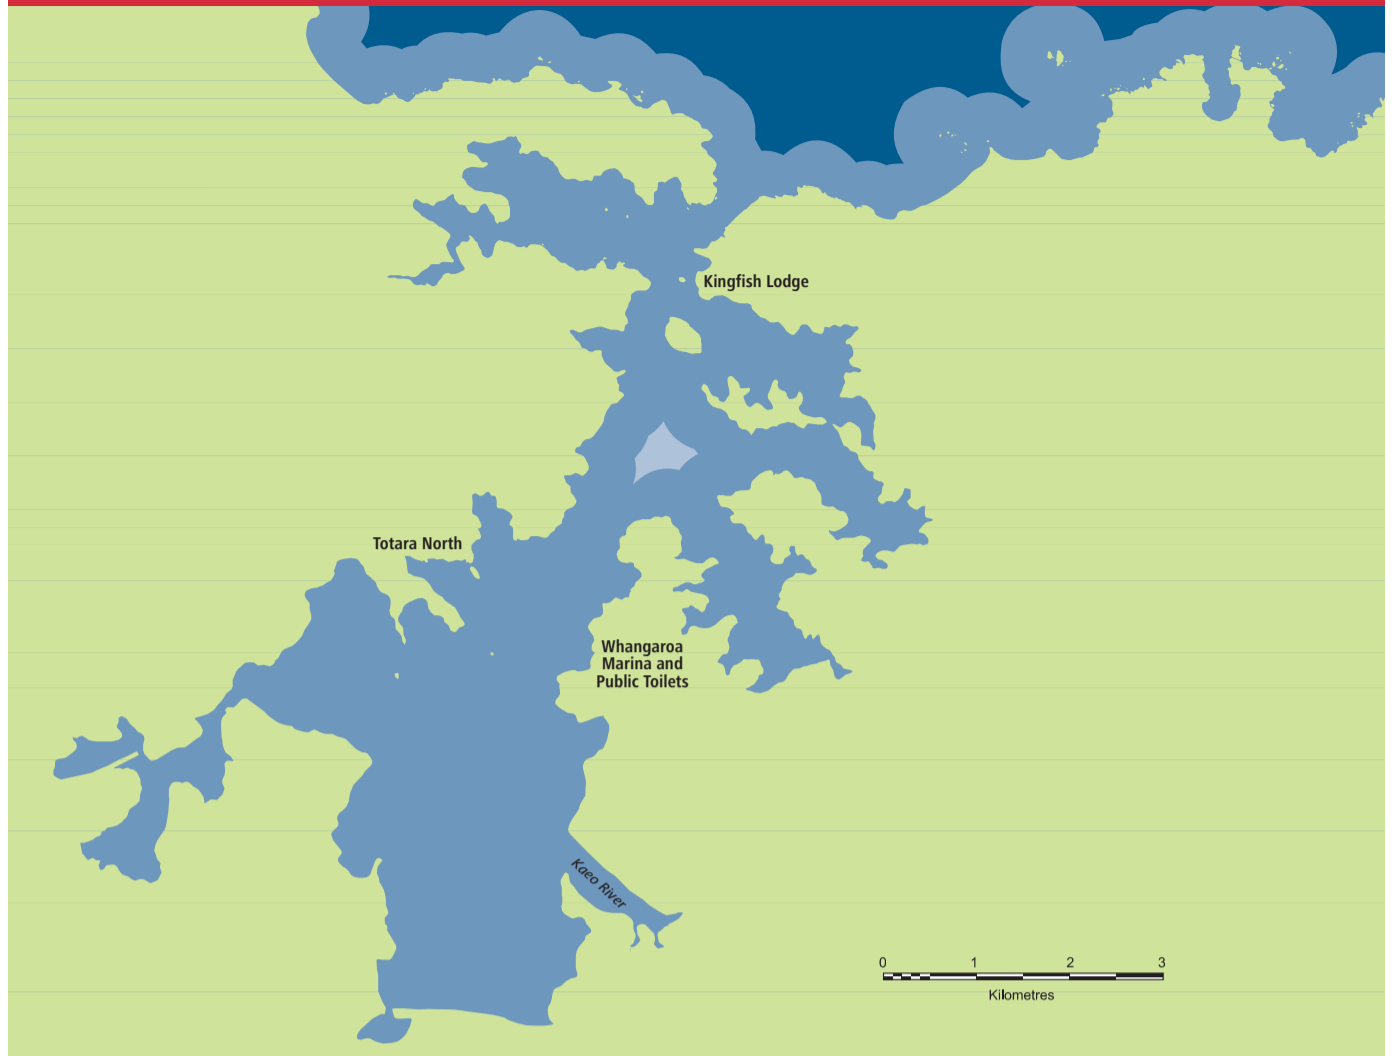 Kingfish Lodge
Totara North
Whangaroa
Marina and
Public Toilets
Kaeo River
0 1 2 3
Kilometres